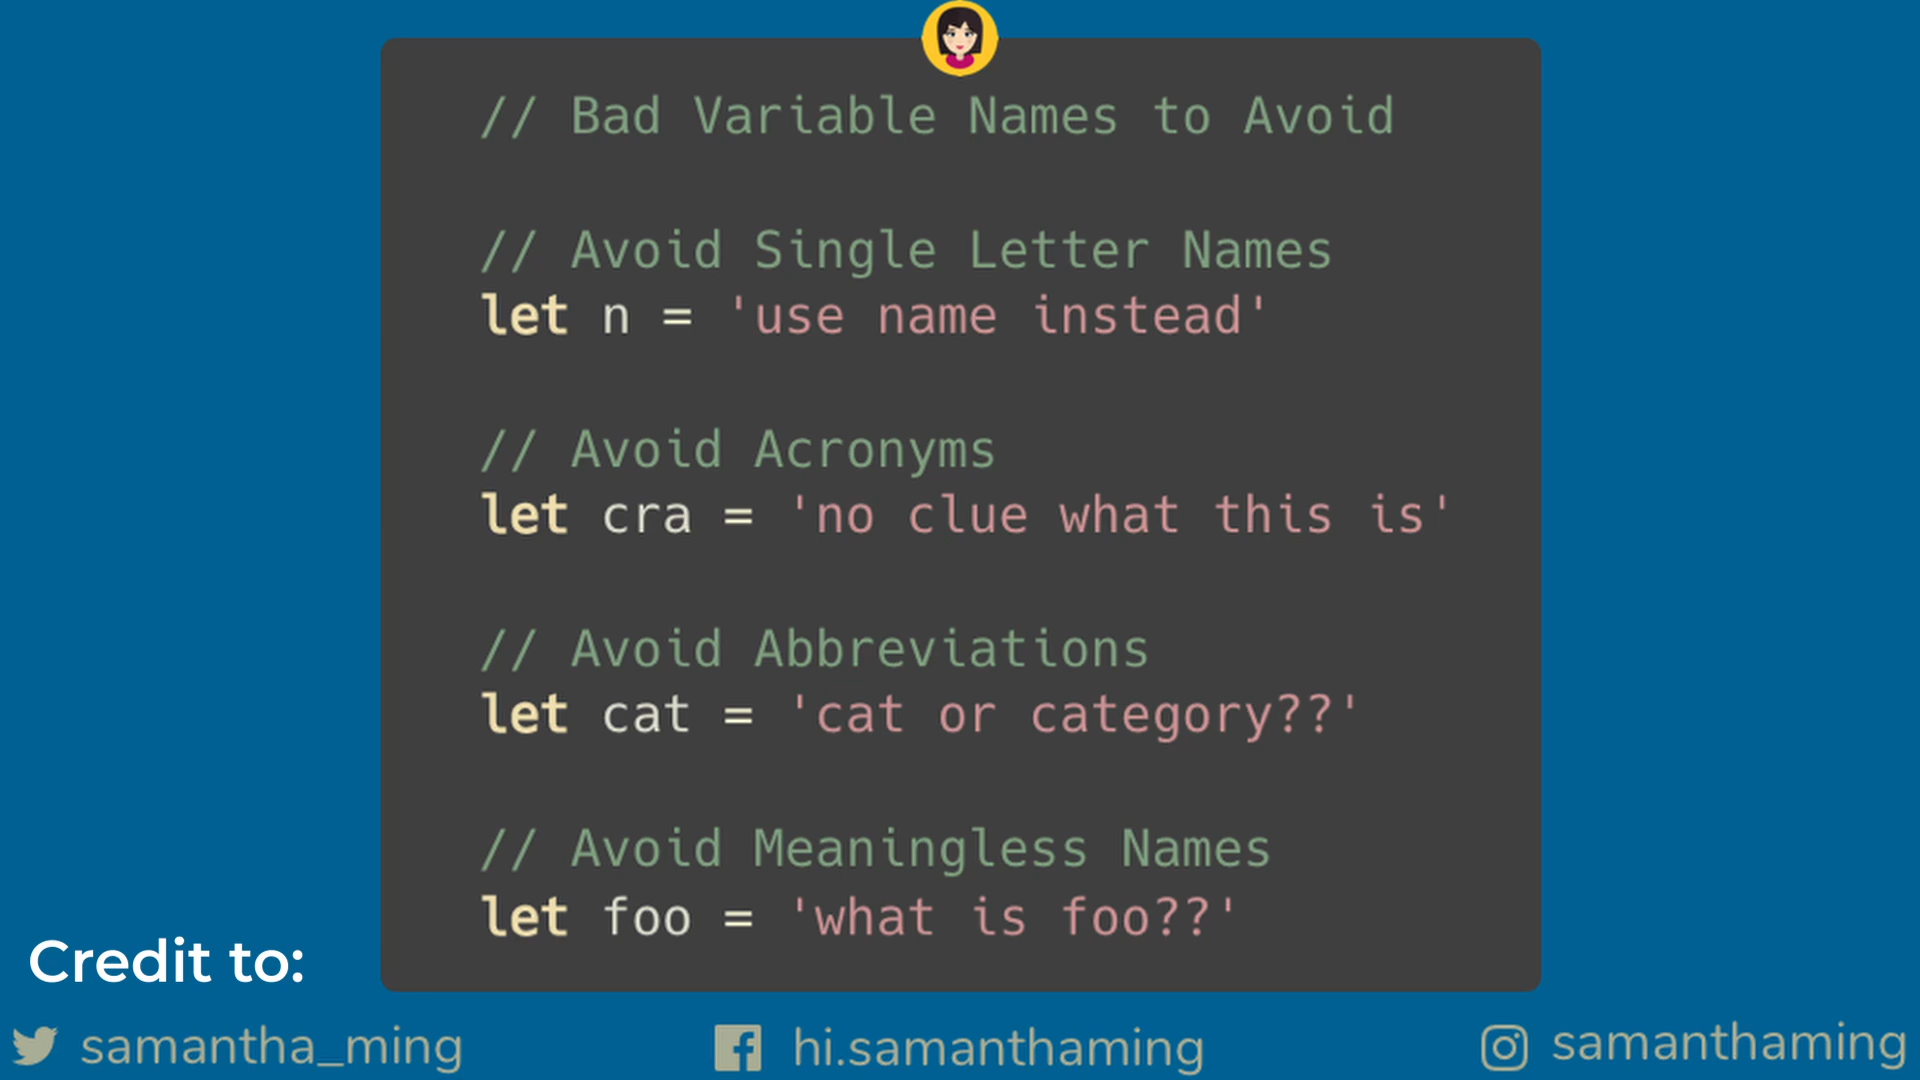 // Bad Variable Names to Avoid
// Avoid Single Letter Names
let n = 'use name instead'
// Avoid Acronyms
let cra = 'no clue what this is'
// Avoid Abbreviations
let cat = 'cat or category??'
// Avoid Meaningless Names
let foo = 'what is foo??'
Credit to:
samantha_ming
hi.samanthaming
samanthaming